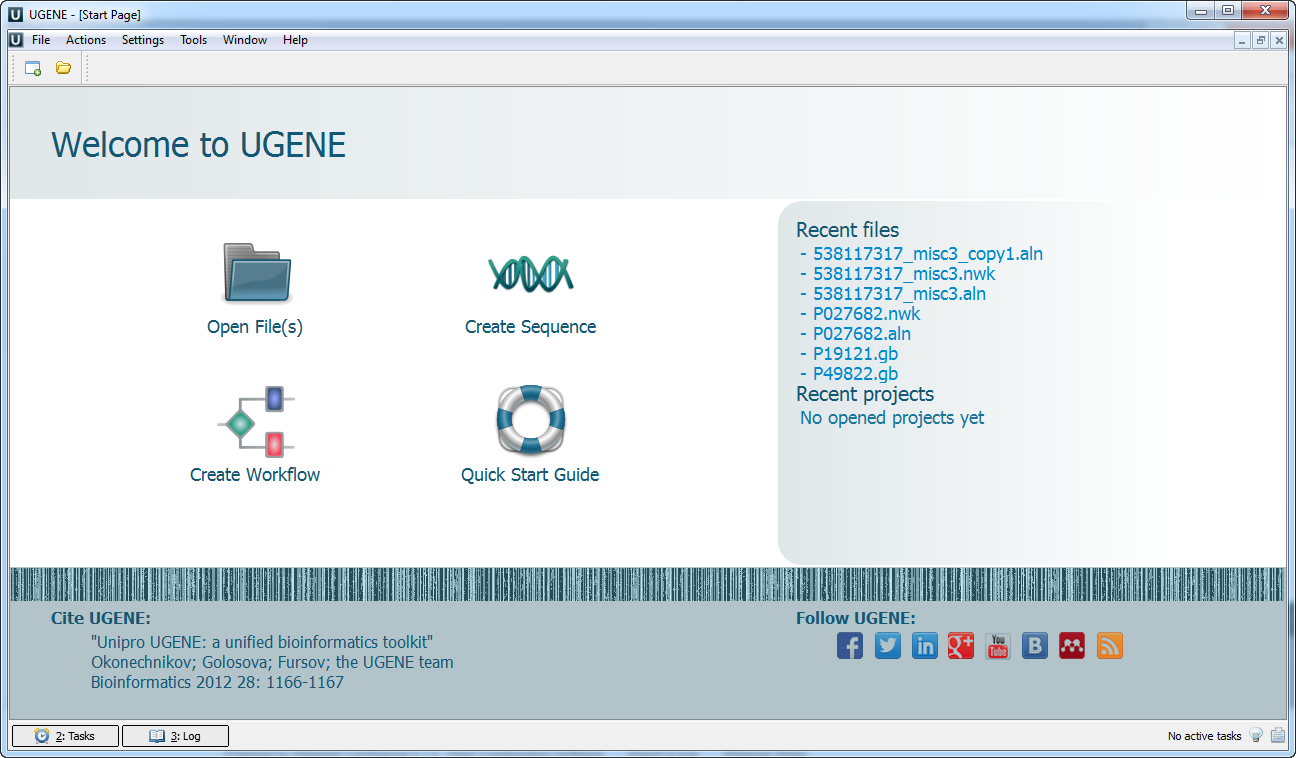 UGENE - [Start Page]
File Actions Settings Tools Window Help
Welcome to UGENE
Open File(s)
Create Sequence
Create Workflow
Quick Start Guide
Recent files
- 538117317_misc3_copy1.aln
- 538117317_misc3.nwk
- 538117317_misc3.aln
- P027682.nwk
- P027682.aln
- P19121.gb
- P49822.gb
Recent projects
No opened projects yet
Cite UGENE:
"Unipro UGENE: a unified bioinformatics toolkit"
Okonechnikov; Golosova; Fursov; the UGENE team
Bioinformatics 2012 28: 1166-1167
Follow UGENE:
f in g+ You Tube B
2: Tasks
3: Log
No active tasks